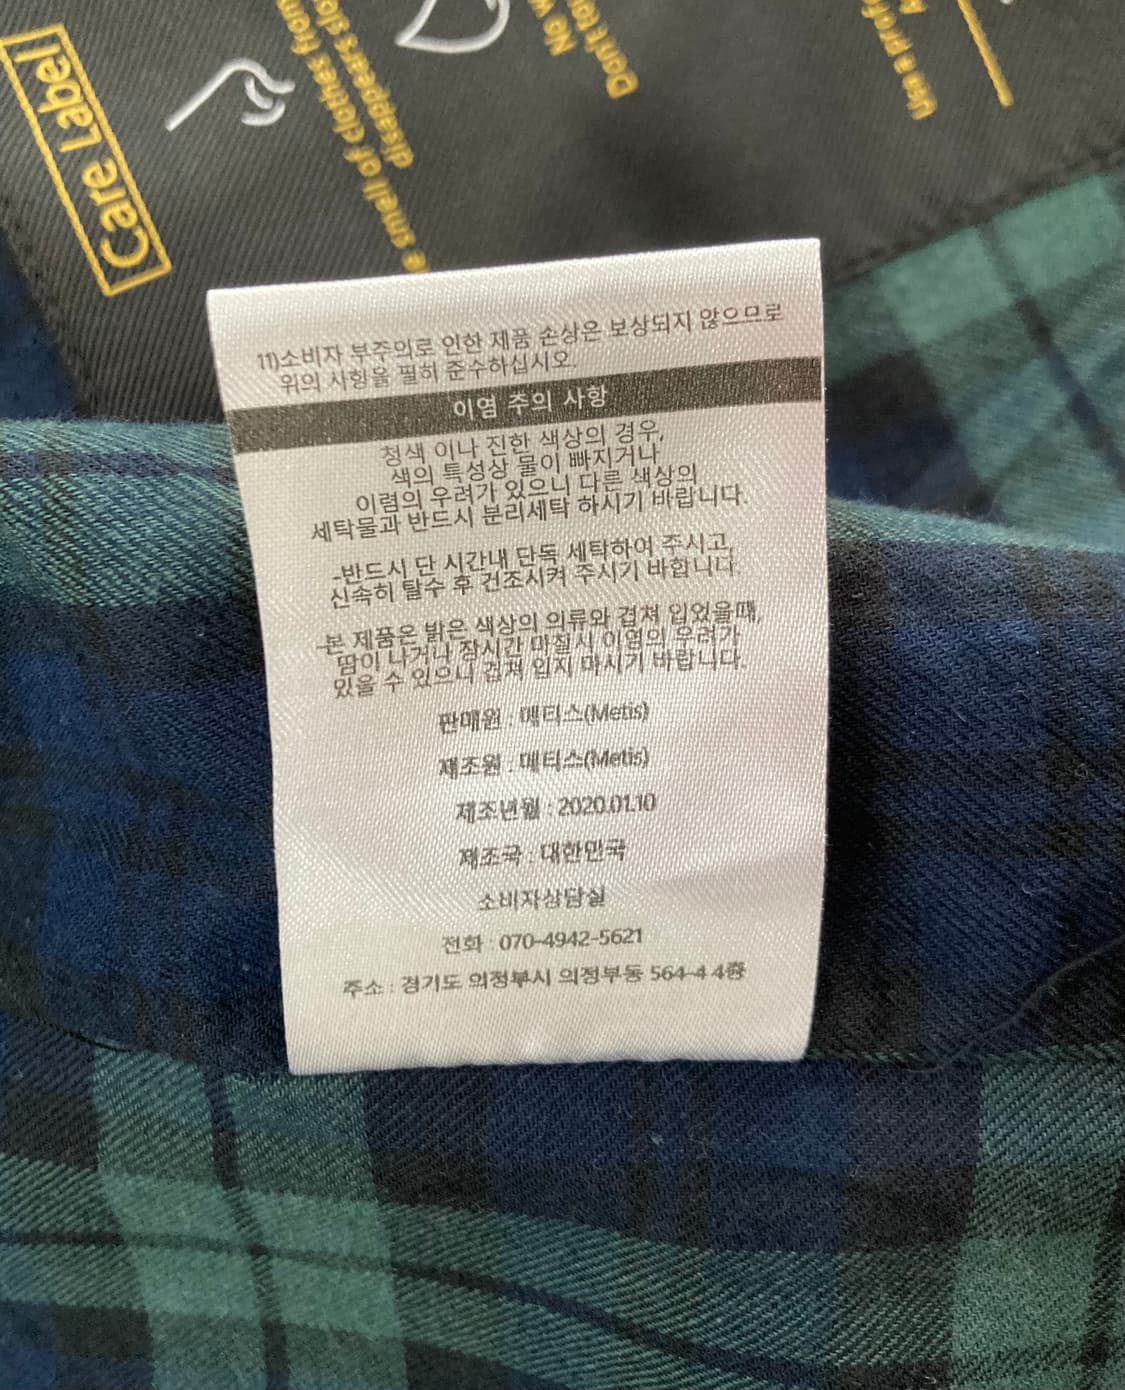 Care Label
e smell of clothes from
disappears slo
No w
Don't
Use a prof
11)소비자 부주의로 인한 제품 손상은 보상되지 않으므로
위의 사항을 필히 준수하십시오.
이염 주의 사항
청색 이나 진한 색상의 경우,
색의 특성상 물이 빠지거나
이렴의 우려가 있으니 다른 색상의
세탁물과 반드시 분리세탁 하시기 바랍니다.
-반드시 단 시간내 단독 세탁하여 주시고,
신속히 탈수 후 건조시켜 주시기 바랍니다.
-본 제품은 밝은 색상의 의류와 겹쳐 입었을때,
땀이 나거나 장시간 마찰시 이염의 우려가
있을 수 있으니 겹쳐 입지 마시기 바랍니다.
판매원 : 메티스(Metis)
제조원 : 메티스(Metis)
제조년월 : 2020.01.10
제조국 : 대한민국
소비자상담실
전화 : 070-4942-5621
주소 : 경기도 의정부시 의정부동 564-4 4층